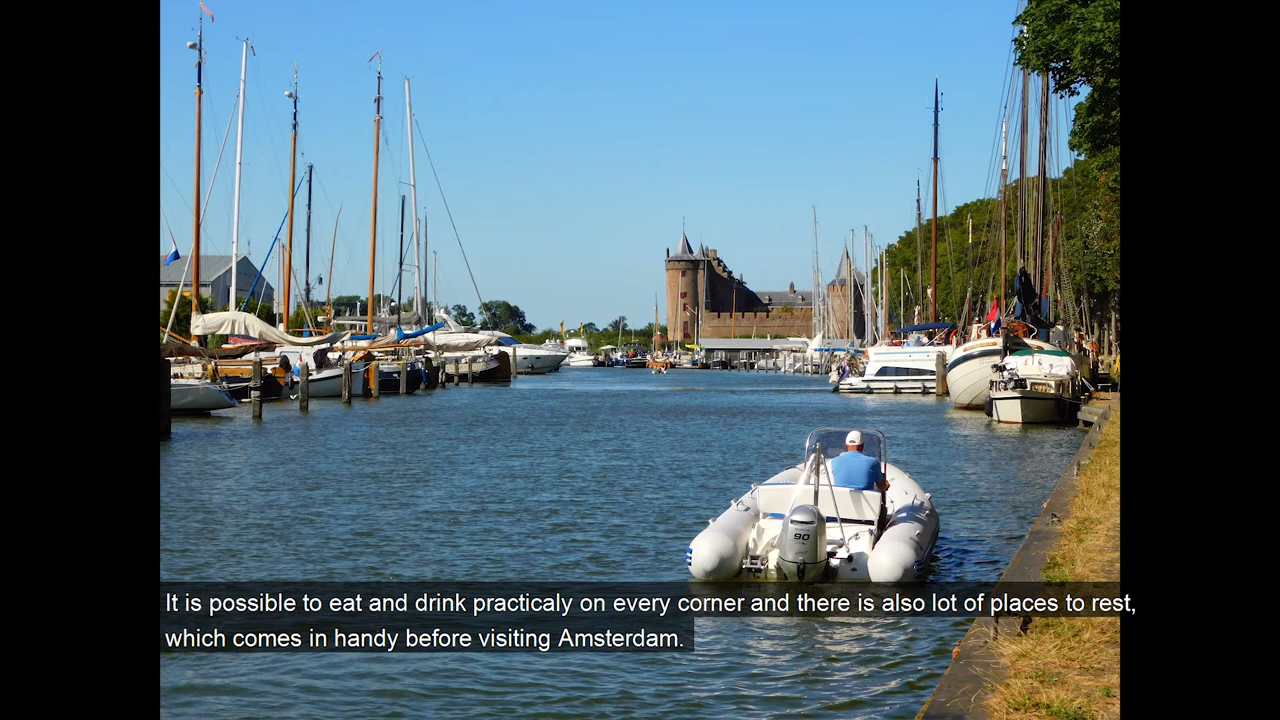 It is possible to eat and drink practicaly on every corner and there is also lot of places to rest,
which comes in handy before visiting Amsterdam.
90